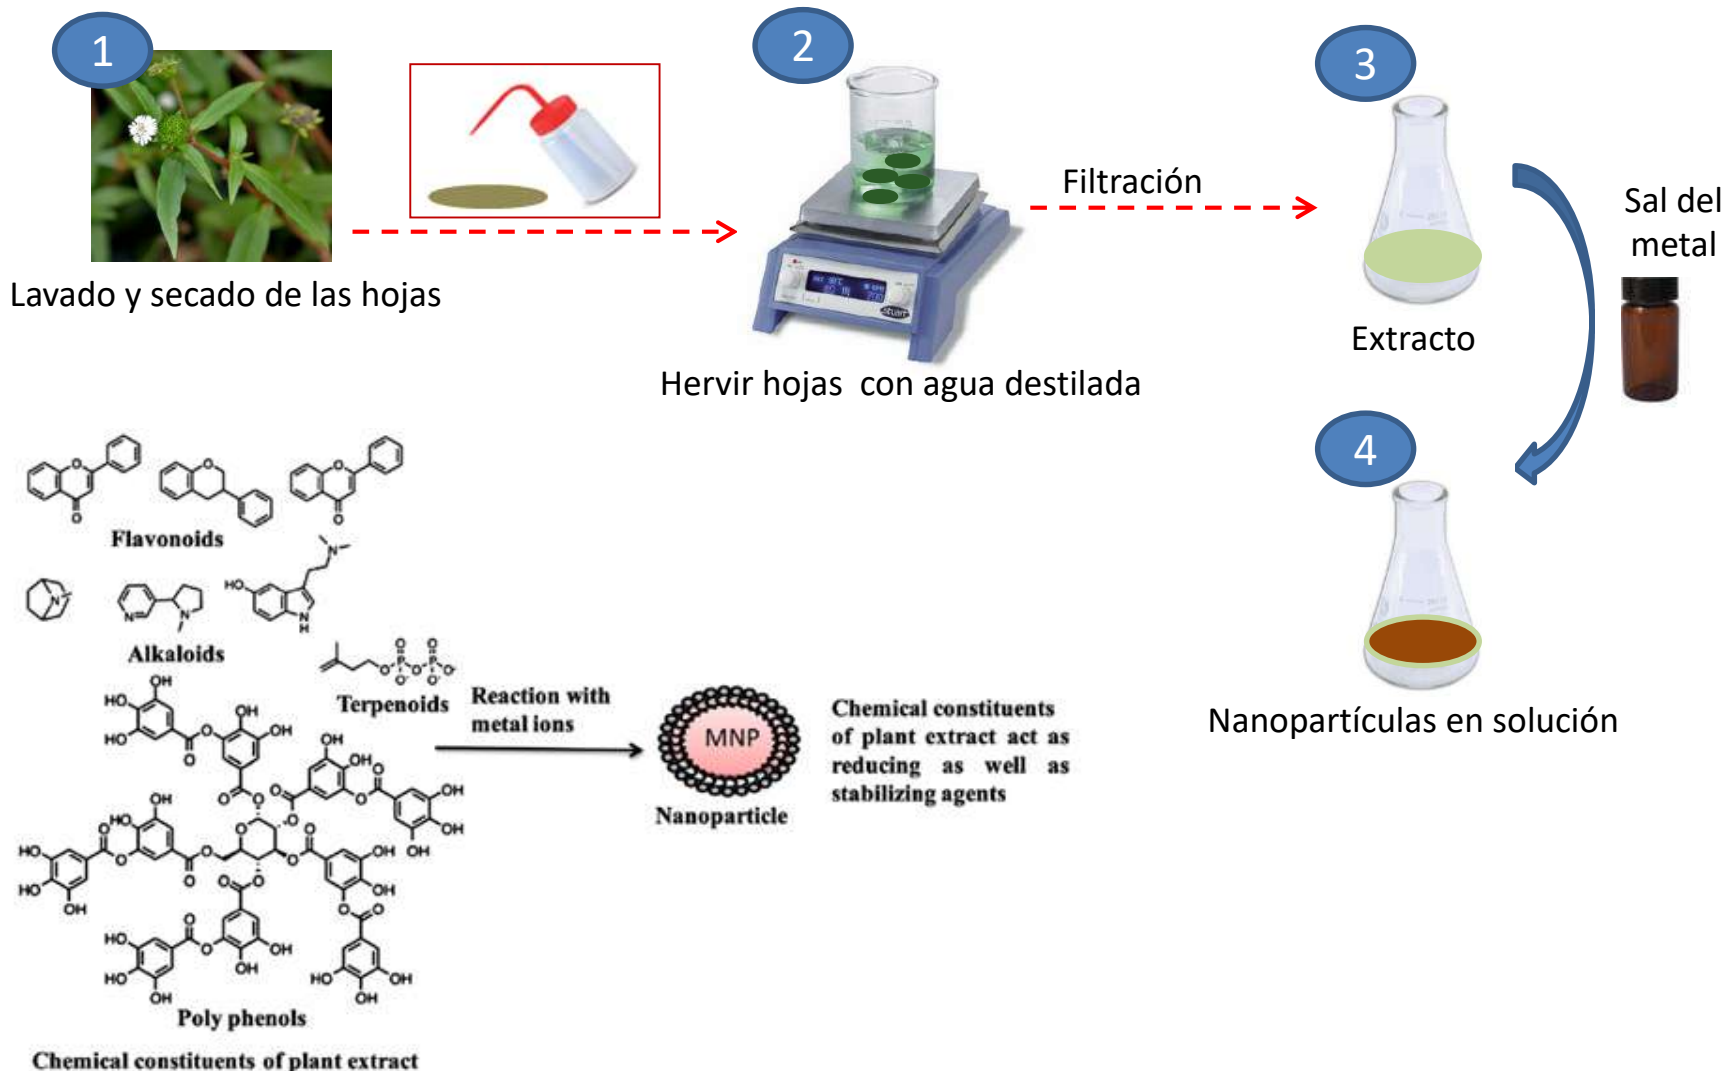 1
2
3
Filtración
Sal del
metal
Lavado y secado de las hojas
Extracto
Hervir hojas con agua destilada
4
Nanopartículas en solución
Flavonoids
Alkaloids
Terpenoids
Reaction with
metal ions
MNP
Nanoparticle
Chemical constituents
of plant extract act as
reducing as well as
stabilizing agents
Poly phenols
Chemical constituents of plant extract